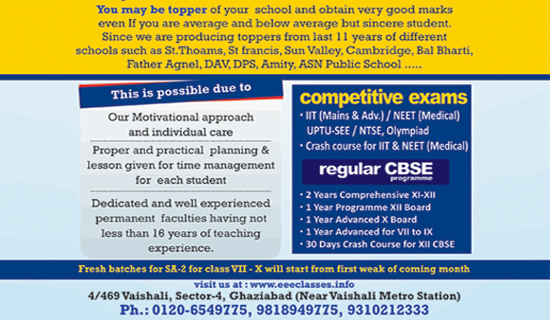 You may be topper of your school and obtain very good marks
even If you are average and below average but sincere student.
Since we are producing toppers from last 11 years of different
schools such as St.Thoams, St francis, Sun Valley, Cambridge, Bal Bharti,
Father Agnel, DAV, DPS, Amity, ASN Public School .....
This is possible due to
Our Motivational approach
and individual care
Proper and practical planning &
lesson given for time management
for each student
Dedicated and well experienced
permanent faculties having not
less than 16 years of teaching
experience.
competitive exams
• IIT (Mains & Adv.) / NEET (Medical)
UPTU-SEE / NTSE, Olympiad
• Crash course for IIT & NEET (Medical)
regular CBSE
programme
• 2 Years Comprehensive XI-XII
• 1 Year Programme XII Board
• 1 Year Advanced X Board
• 1 Year Advanced for VII to IX
• 30 Days Crash Course for XII CBSE
Fresh batches for SA-2 for class VII - X will start from first weak of coming month
visit us at : www.eeeclasses.info
4/469 Vaishali, Sector-4, Ghaziabad (Near Vaishali Metro Station)
Ph.: 0120-6549775, 9818949775, 9310212333